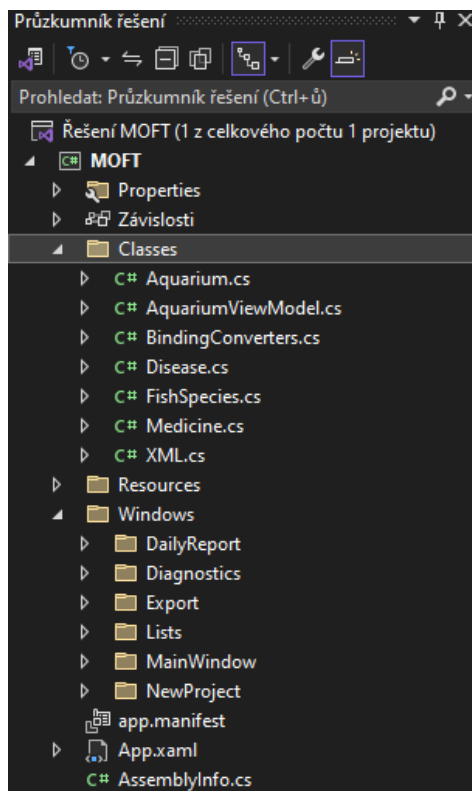 Průzkumník řešení
Prohledat: Průzkumník řešení (Ctrl+ů)
Řešení MOFT (1 z celkového počtu 1 projektu)
C# MOFT
Properties
Závislosti
Classes
C# Aquarium.cs
C# AquariumViewModel.cs
C# BindingConverters.cs
C# Disease.cs
C# FishSpecies.cs
C# Medicine.cs
C# XML.cs
Resources
Windows
DailyReport
Diagnostics
Export
Lists
MainWindow
NewProject
app.manifest
App.xaml
C# AssemblyInfo.cs